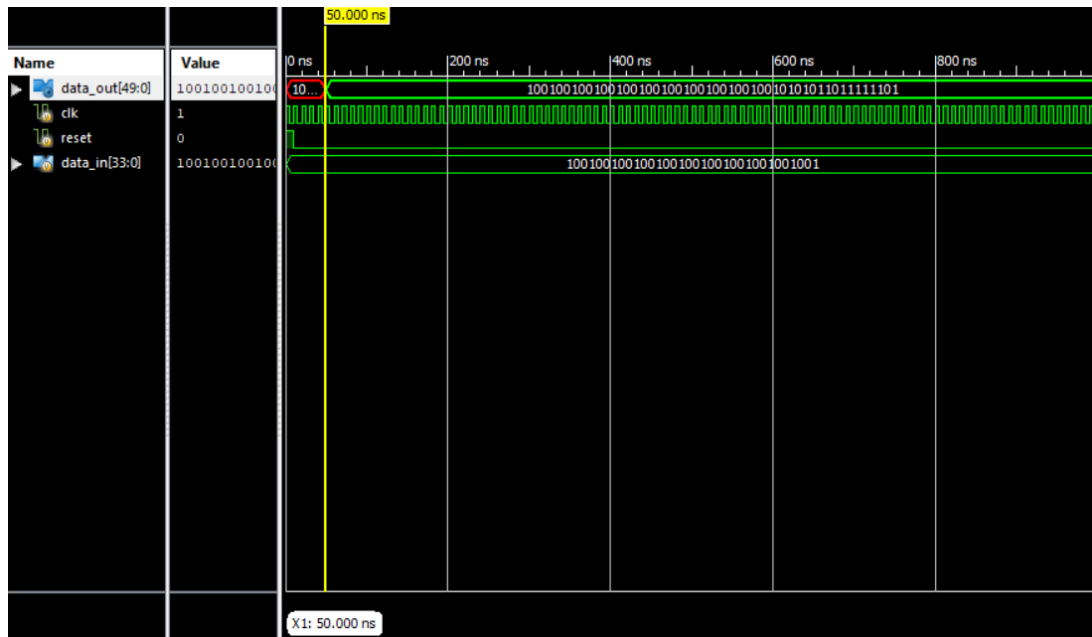 50.000 ns
Name Value 0 ns 200 ns 400 ns 600 ns 800 ns
data_out[49:0] 100100100100 10... 10010010010010010010010010010010010101011011111101
clk 1
reset 0
data_in[33:0] 100100100100 1001001001001001001001001001001001
X1: 50.000 ns